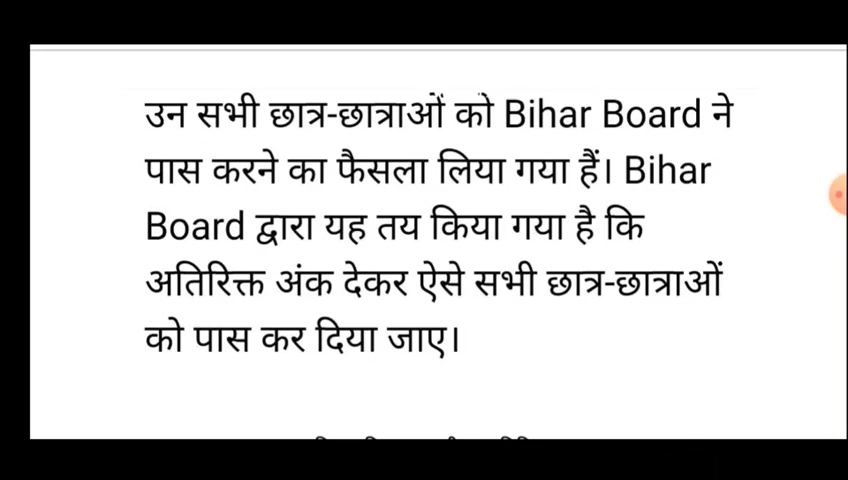 उन सभी छात्र-छात्राओं को Bihar Board ने
पास करने का फैसला लिया गया हैं। Bihar
Board द्वारा यह तय किया गया है कि
अतिरिक्त अंक देकर ऐसे सभी छात्र-छात्राओं
को पास कर दिया जाए।